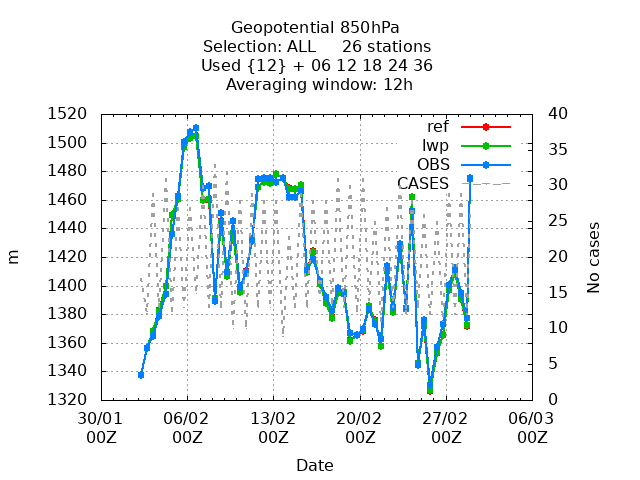 Geopotential 850hPa
Selection: ALL     26 stations
Used {12} + 06 12 18 24 36
Averaging window: 12h
ref
lwp
OBS
CASES
1520
1500
1480
1460
1440
1420
1400
1380
1360
1340
1320
m
40
35
30
25
20
15
10
5
0
No cases
30/01 06/02 13/02 20/02 27/02 06/03
00Z 00Z 00Z 00Z 00Z 00Z
Date